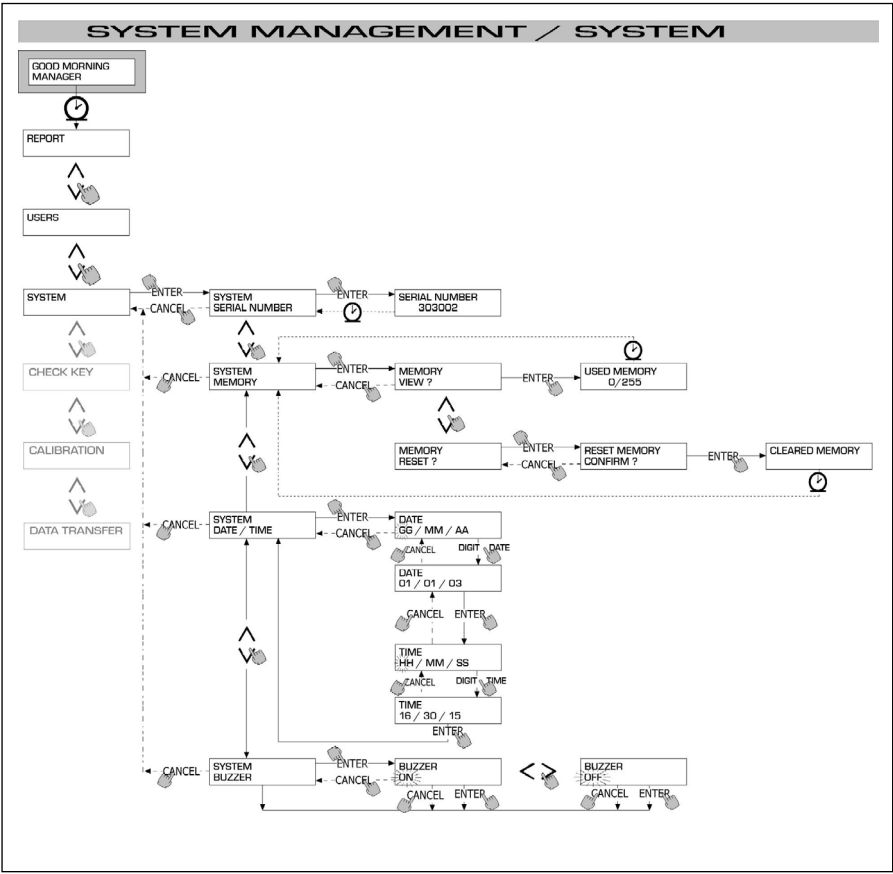 SYSTEM MANAGEMENT / SYSTEM
GOOD MORNING
MANAGER
REPORT
USERS
SYSTEM
ENTER
CANCEL
SYSTEM
SERIAL NUMBER
ENTER
SERIAL NUMBER
303002
CHECK KEY
CANCEL
SYSTEM
MEMORY
ENTER
CANCEL
MEMORY
VIEW ?
ENTER
USED MEMORY
0/255
CALIBRATION
MEMORY
RESET ?
ENTER
CANCEL
RESET MEMORY
CONFIRM ?
ENTER
CLEARED MEMORY
DATA TRANSFER
CANCEL
SYSTEM
DATE / TIME
ENTER
CANCEL
DATE
GG / MM / AA
CANCEL
DIGIT DATE
DATE
01 / 01 / 03
CANCEL ENTER
TIME
HH / MM / SS
CANCEL
DIGIT TIME
TIME
16 / 30 / 15
ENTER
CANCEL
SYSTEM
BUZZER
ENTER
CANCEL
BUZZER
ON
BUZZER
OFF
CANCEL ENTER
CANCEL ENTER